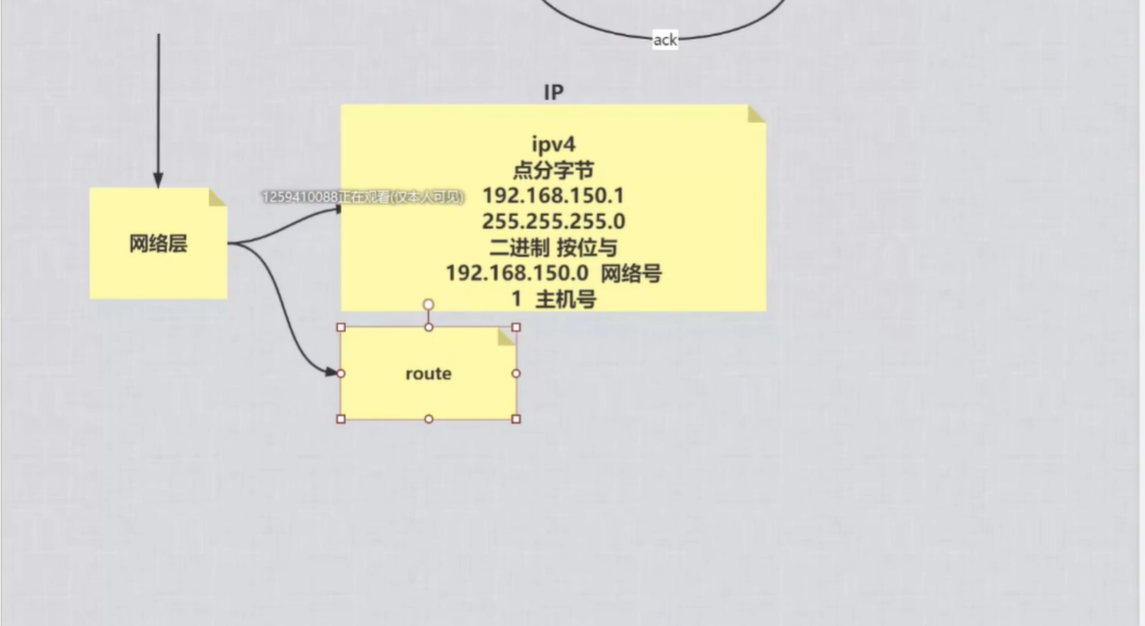 ack
IP
ipv4
点分字节
1259410088正在观看(仅本人可见)
192.168.150.1
255.255.255.0
网络层
二进制 按位与
192.168.150.0 网络号
1 主机号
route